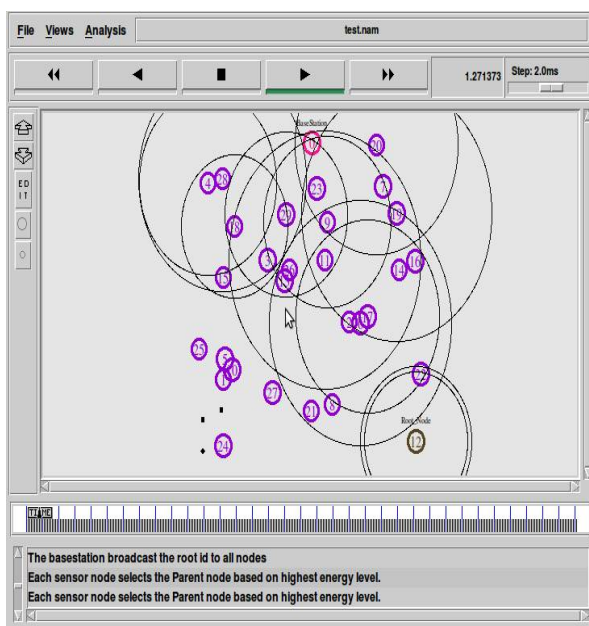 File Views Analysis test.nam
1.271373 Step: 2.0ms
ED
IT
BaseStation
20
4 28 23 7
29 19
18 9
3 11 16
14
15
25 5
27 8
21
Root_Node
24 12
TIME
The basestation broadcast the root id to all nodes
Each sensor node selects the Parent node based on highest energy level.
Each sensor node selects the Parent node based on highest energy level.